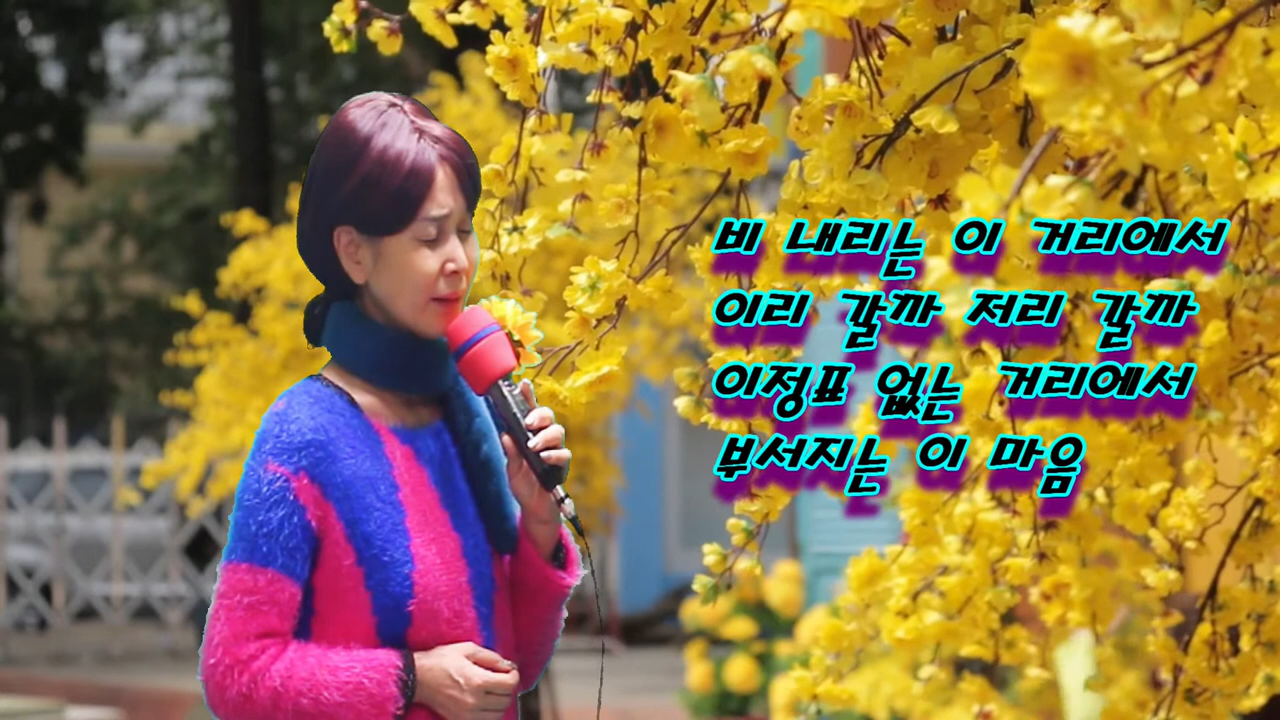 비 내리는 이 거리에서
이리 갈까 저리 갈까
이정표 없는 거리에서
부서지는 이 마음